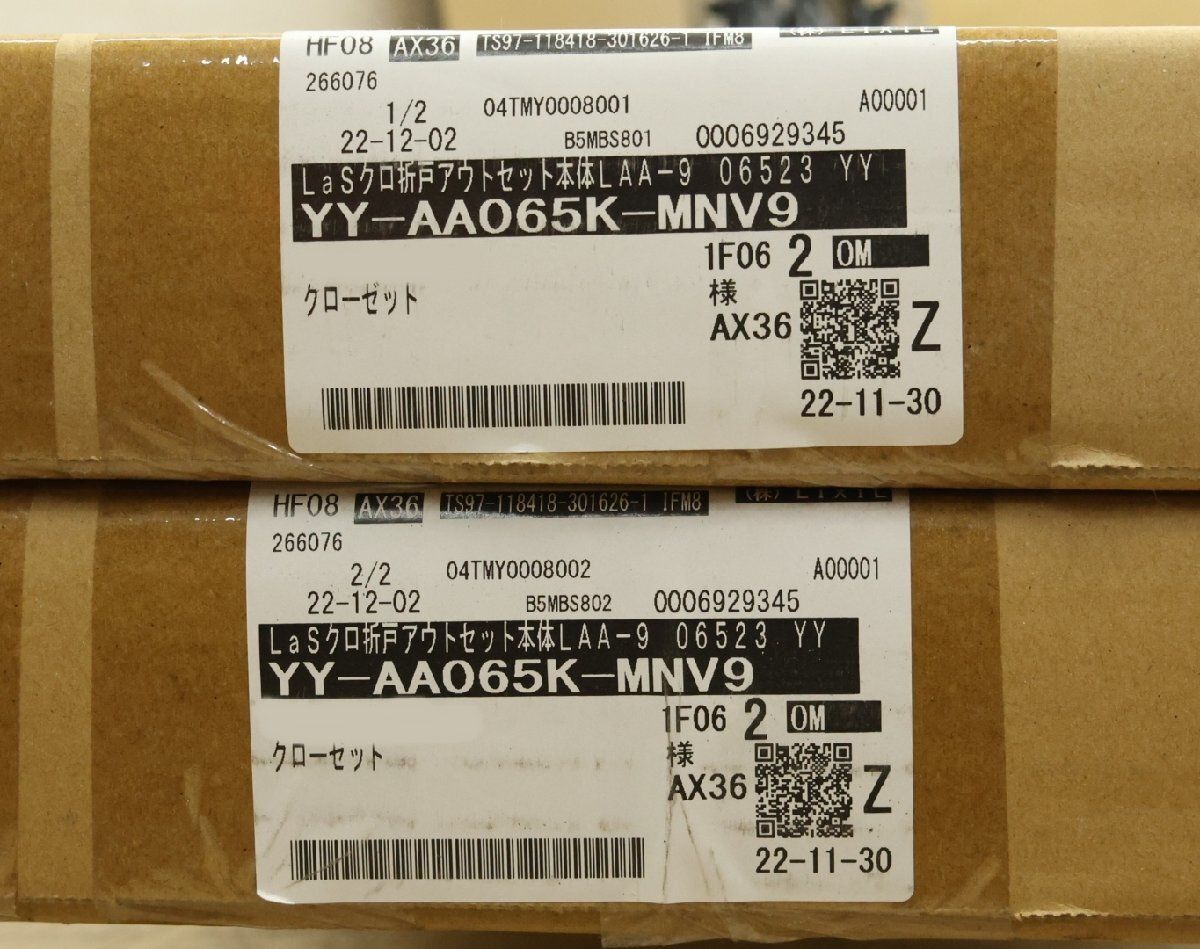 HF08 AX36 TS97-118418-301626-1 IFM8 (株) LIXIL
266076
1/2 04TMY0008001 A00001
22-12-02 B5MBS801 0006929345
LaSクロ折戸アウトセット本体LAA-9 06523 YY
YY-AA065K-MNV9
1F06 2 OM
クローゼット 様
AX36 Z
22-11-30
HF08 AX36 TS97-118418-301626-1 IFM8 (株) LIXIL
266076
2/2 04TMY0008002 A00001
22-12-02 B5MBS802 0006929345
LaSクロ折戸アウトセット本体LAA-9 06523 YY
YY-AA065K-MNV9
1F06 2 OM
クローセット 様
AX36 Z
22-11-30